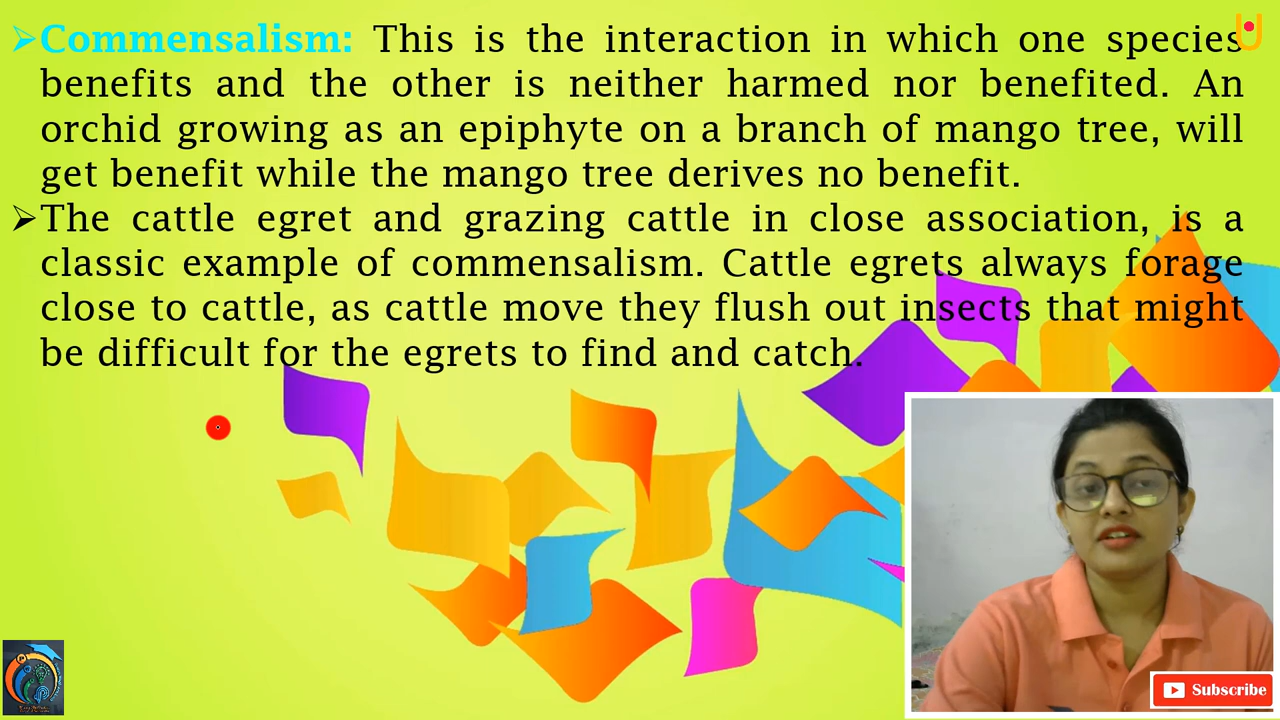 ➢Commensalism: This is the interaction in which one species
benefits and the other is neither harmed nor benefited. An
orchid growing as an epiphyte on a branch of mango tree, will
get benefit while the mango tree derives no benefit.
➢The cattle egret and grazing cattle in close association, is a
classic example of commensalism. Cattle egrets always forage
close to cattle, as cattle move they flush out insects that might
be difficult for the egrets to find and catch.
Subscribe